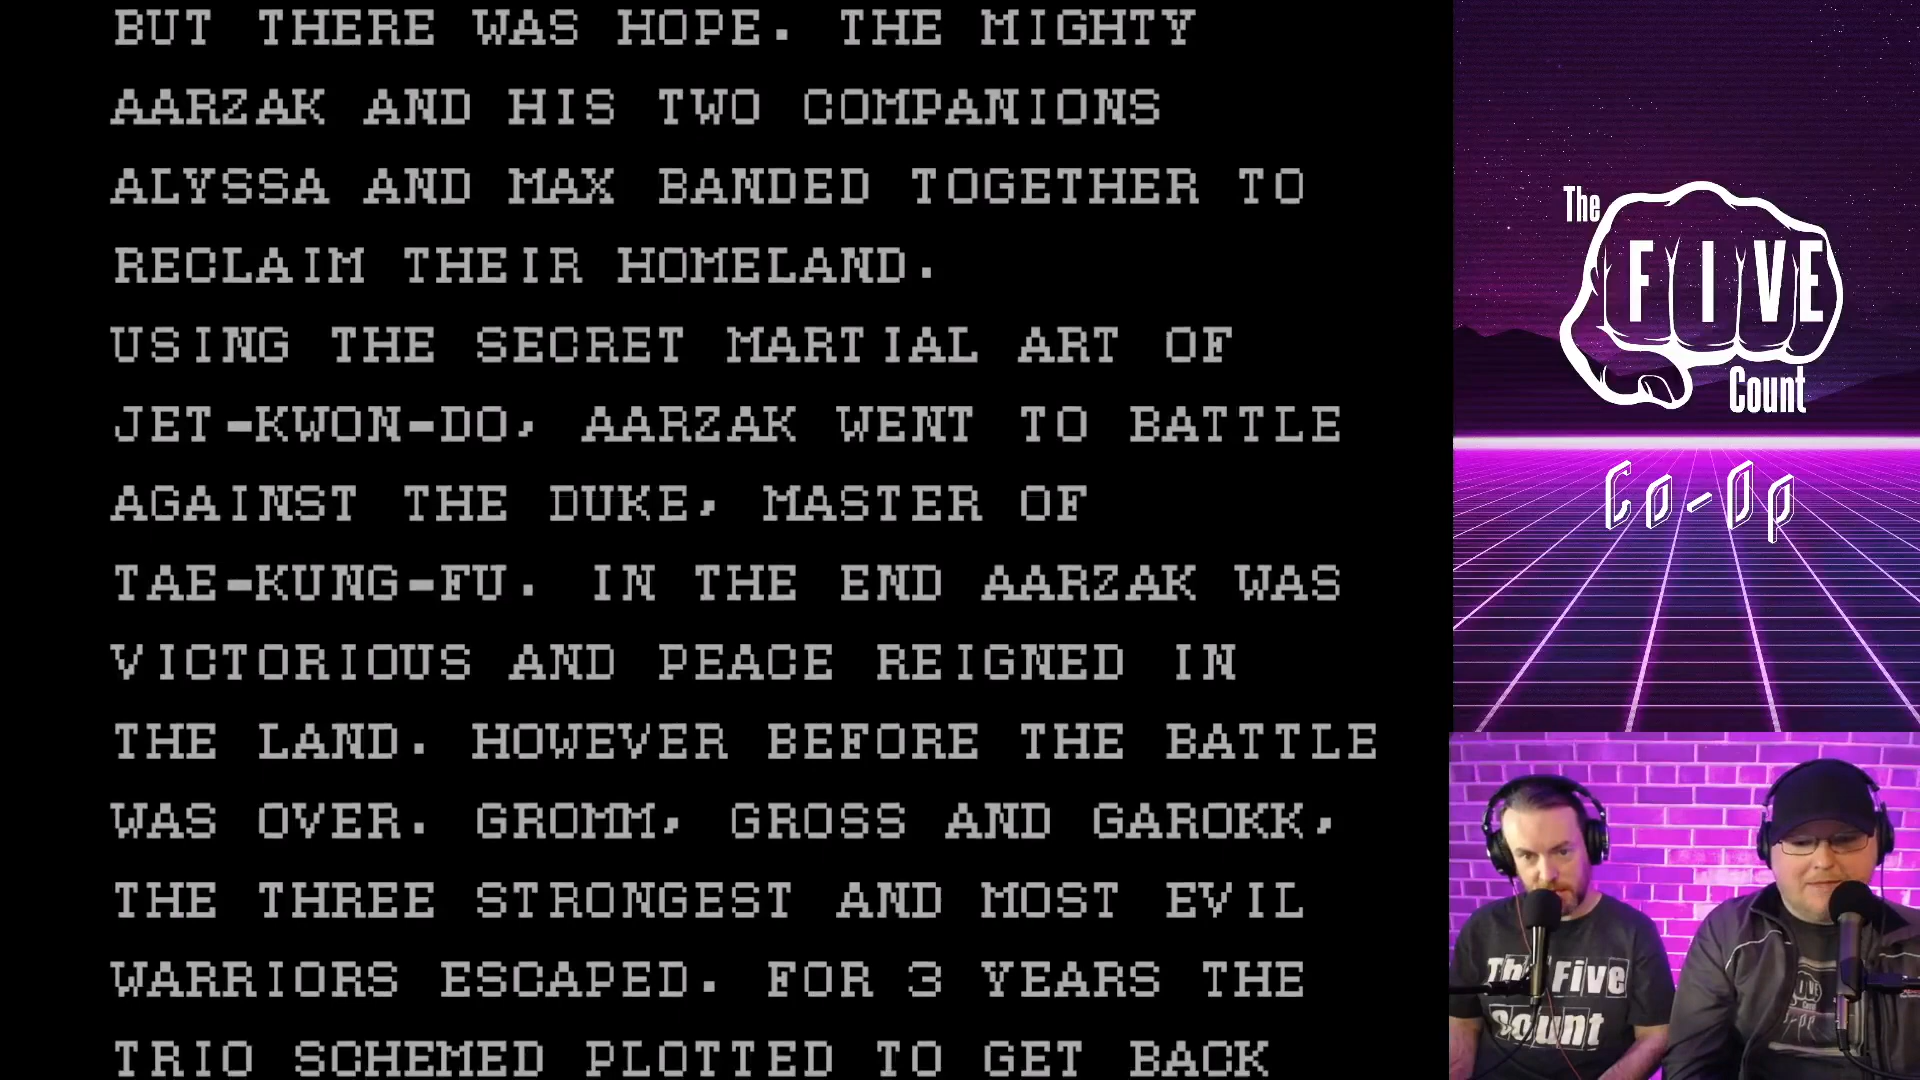 BUT THERE WAS HOPE. THE MIGHTY
AARZAK AND HIS TWO COMPANIONS
ALYSSA AND MAX BANDED TOGETHER TO
RECLAIM THEIR HOMELAND.
USING THE SECRET MARTIAL ART OF
JET-KWON-DO, AARZAK WENT TO BATTLE
AGAINST THE DUKE, MASTER OF
TAE-KUNG-FU. IN THE END AARZAK WAS
VICTORIOUS AND PEACE REIGNED IN
THE LAND. HOWEVER BEFORE THE BATTLE
WAS OVER. GROMM, GROSS AND GAROKK,
THE THREE STRONGEST AND MOST EVIL
WARRIORS ESCAPED. FOR 3 YEARS THE
TRIO SCHEMED PLOTTED TO GET BACK
The
FIVE
Count
Co-Op
The Five
Count
FIVE